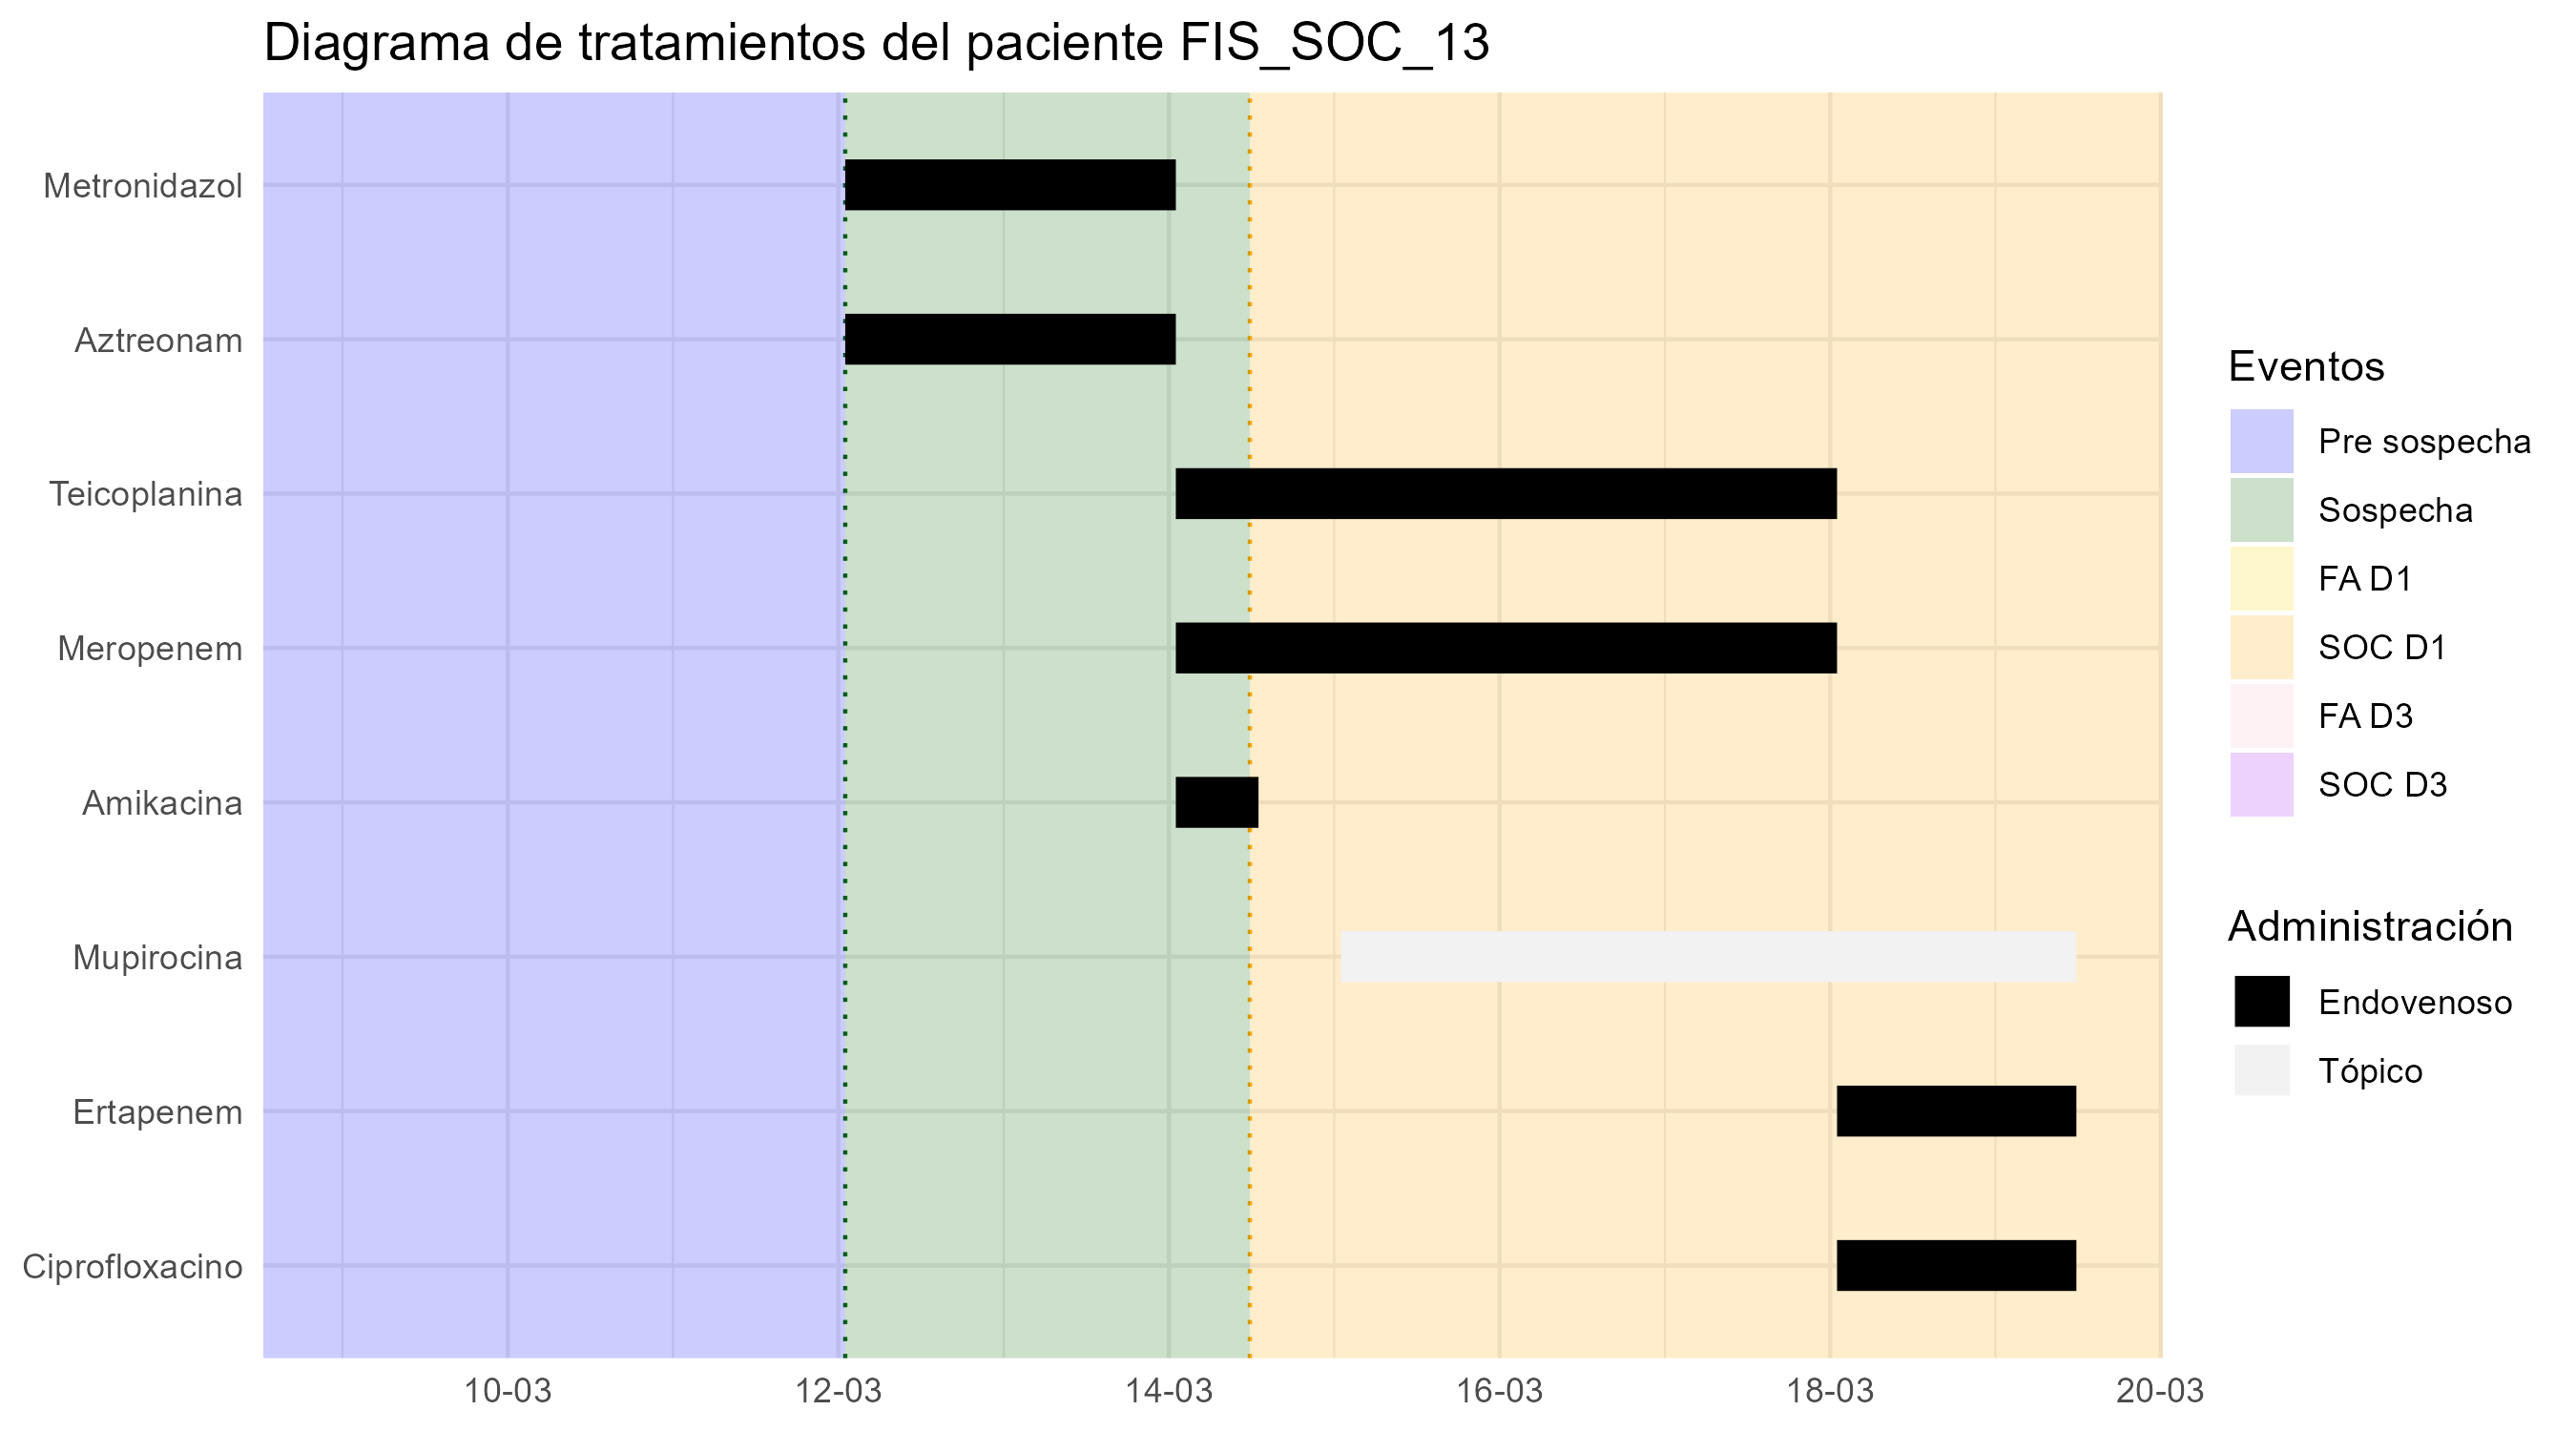 Diagrama de tratamientos del paciente FIS_SOC_13
Metronidazol
Aztreonam
Teicoplanina
Meropenem
Amikacina
Mupirocina
Ertapenem
Ciprofloxacino
10-03
12-03
14-03
16-03
18-03
20-03
Eventos
Pre sospecha
Sospecha
FA D1
SOC D1
FA D3
SOC D3
Administración
Endovenoso
Tópico